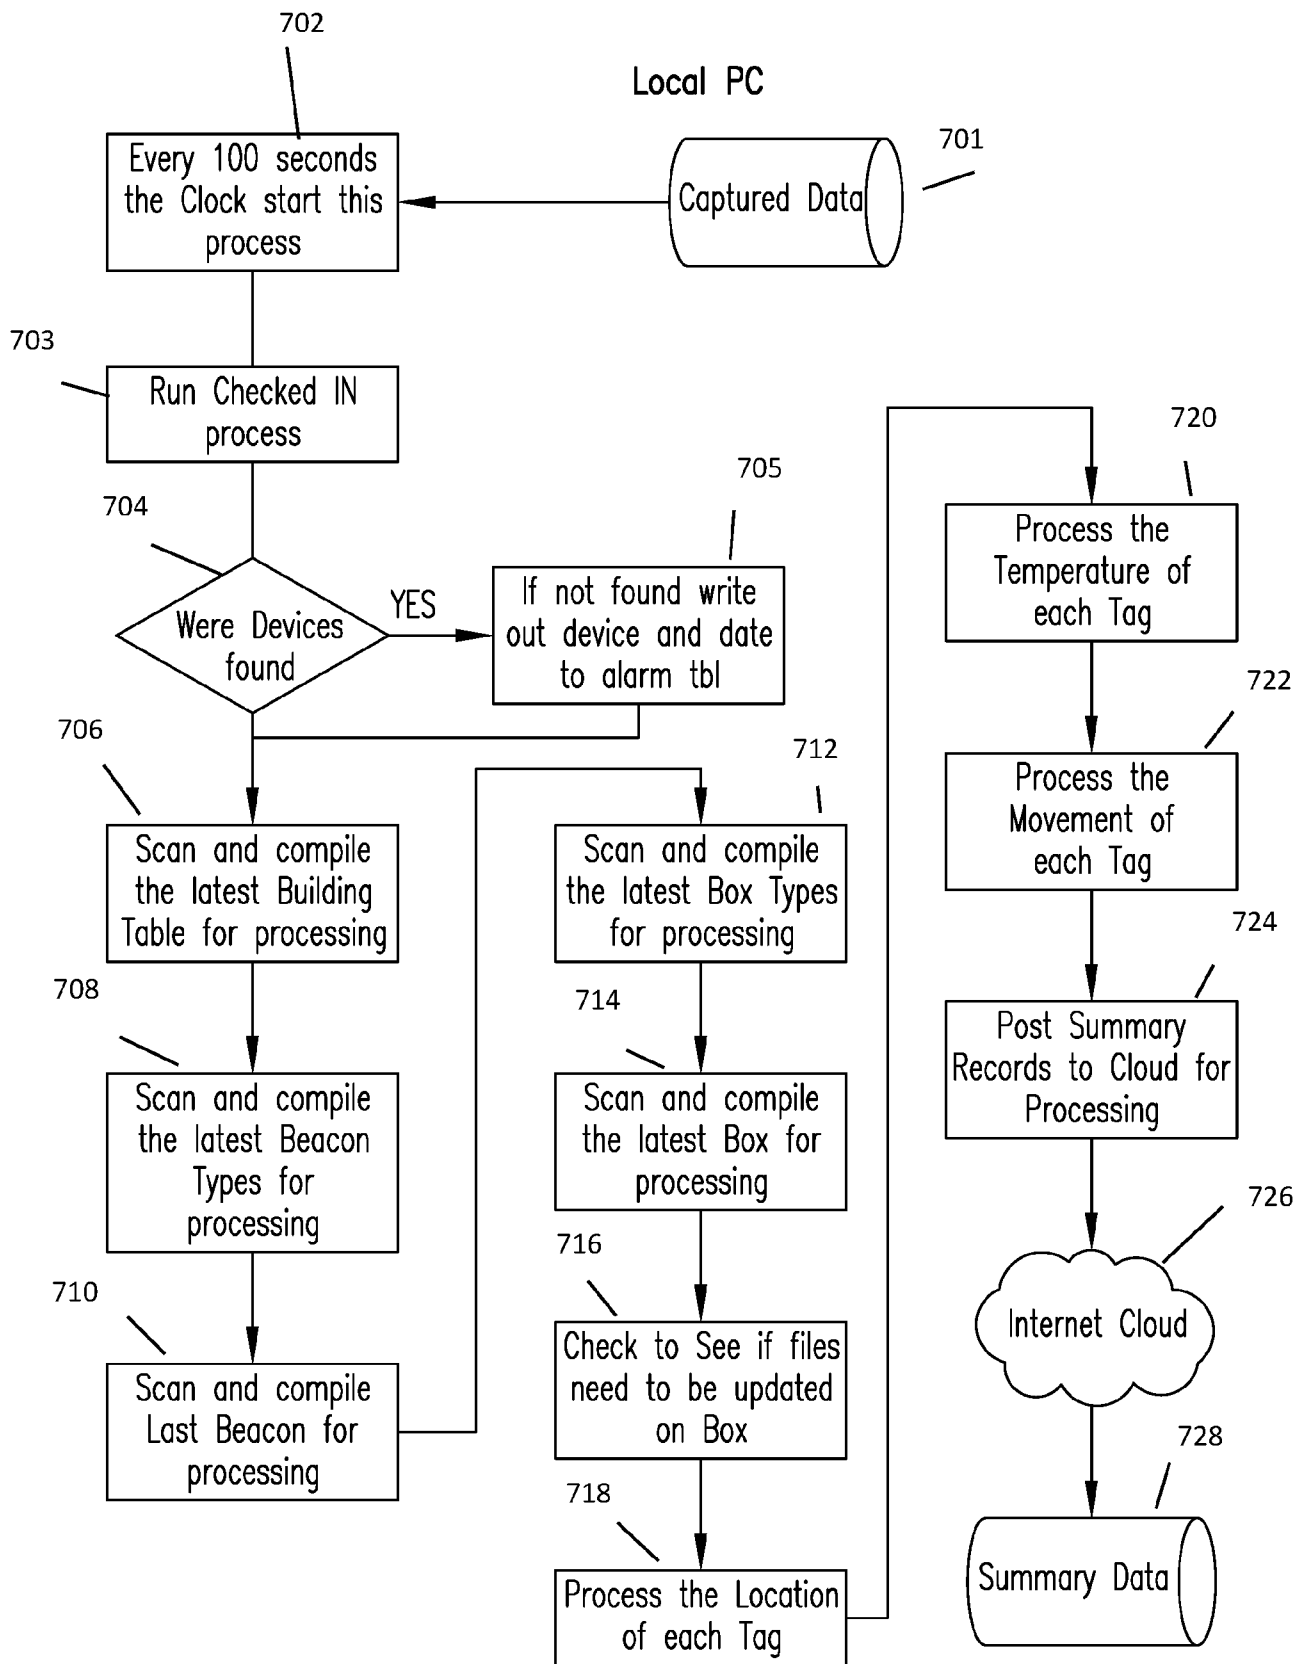 702
Local PC
701
Every 100 seconds
the Clock start this
process
Captured Data
703
Run Checked IN
process
704
Were Devices
found
YES
705
If not found write
out device and date
to alarm tbl
706
Scan and compile
the latest Building
Table for processing
708
Scan and compile
the latest Beacon
Types for
processing
710
Scan and compile
Last Beacon for
processing
712
Scan and compile
the latest Box Types
for processing
714
Scan and compile
the latest Box for
processing
716
Check to See if files
need to be updated
on Box
718
Process the Location
of each Tag
720
Process the
Temperature of
each Tag
722
Process the
Movement of
each Tag
724
Post Summary
Records to Cloud for
Processing
726
Internet Cloud
728
Summary Data